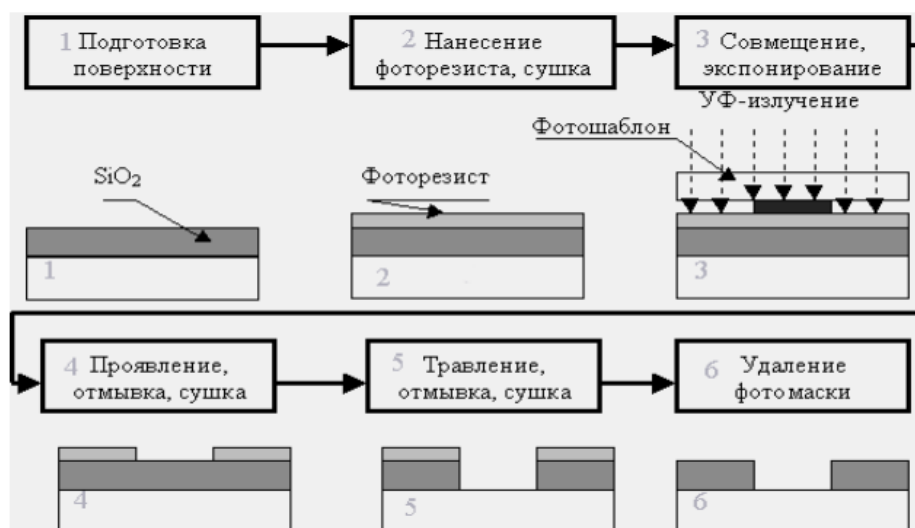 1 Подготовка
поверхности
2 Нанесение
фоторезиста, сушка
3 Совмещение,
экспонирование
УФ-излучение
Фотошаблон
SiO₂
Фоторезист
1
2
3
4 Проявление,
отмывка, сушка
5 Травление,
отмывка, сушка
6 Удаление
фотомаски
4
5
6